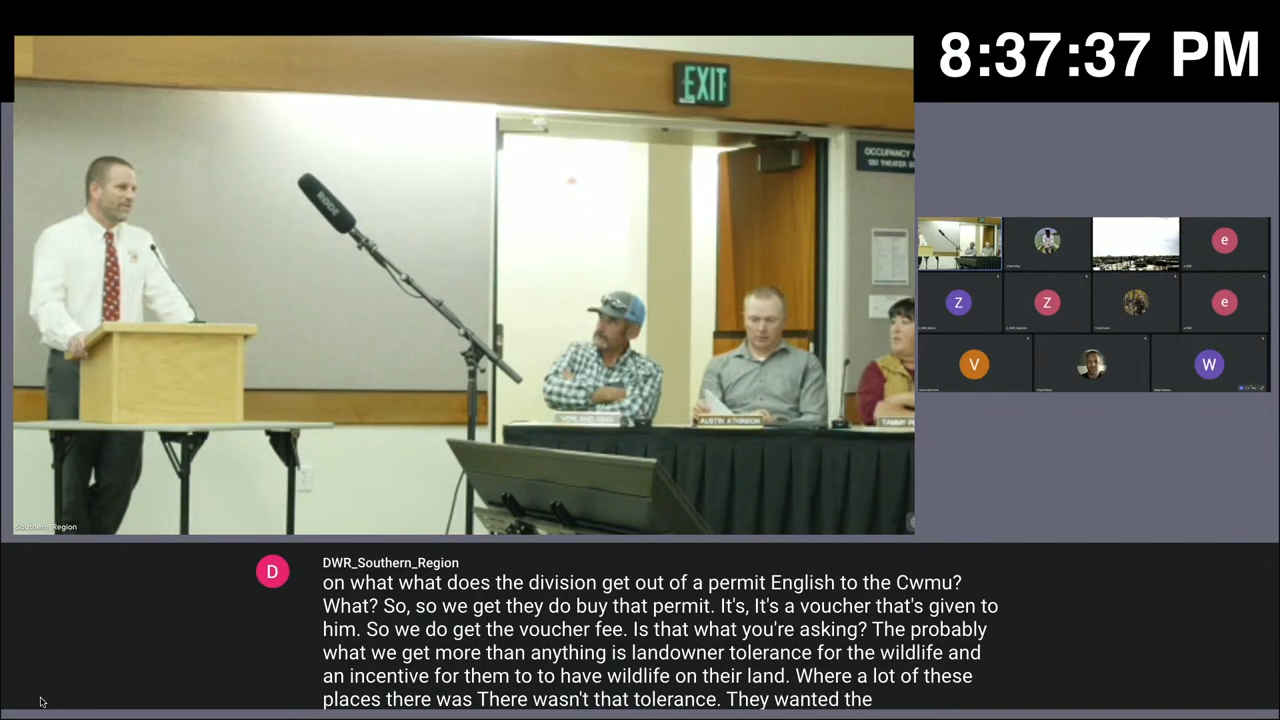 8:37:37 PM
EXIT
OCCUPANCY
RODE
AUSTIN ATKINSON
TAMMY
Southern_Region
e
Z
Z
e
V
W
D
DWR_Southern_Region
on what what does the division get out of a permit English to the Cwmu?
What? So, so we get they do buy that permit. It's, It's a voucher that's given to
him. So we do get the voucher fee. Is that what you're asking? The probably
what we get more than anything is landowner tolerance for the wildlife and
an incentive for them to to have wildlife on their land. Where a lot of these
places there was There wasn't that tolerance. They wanted the